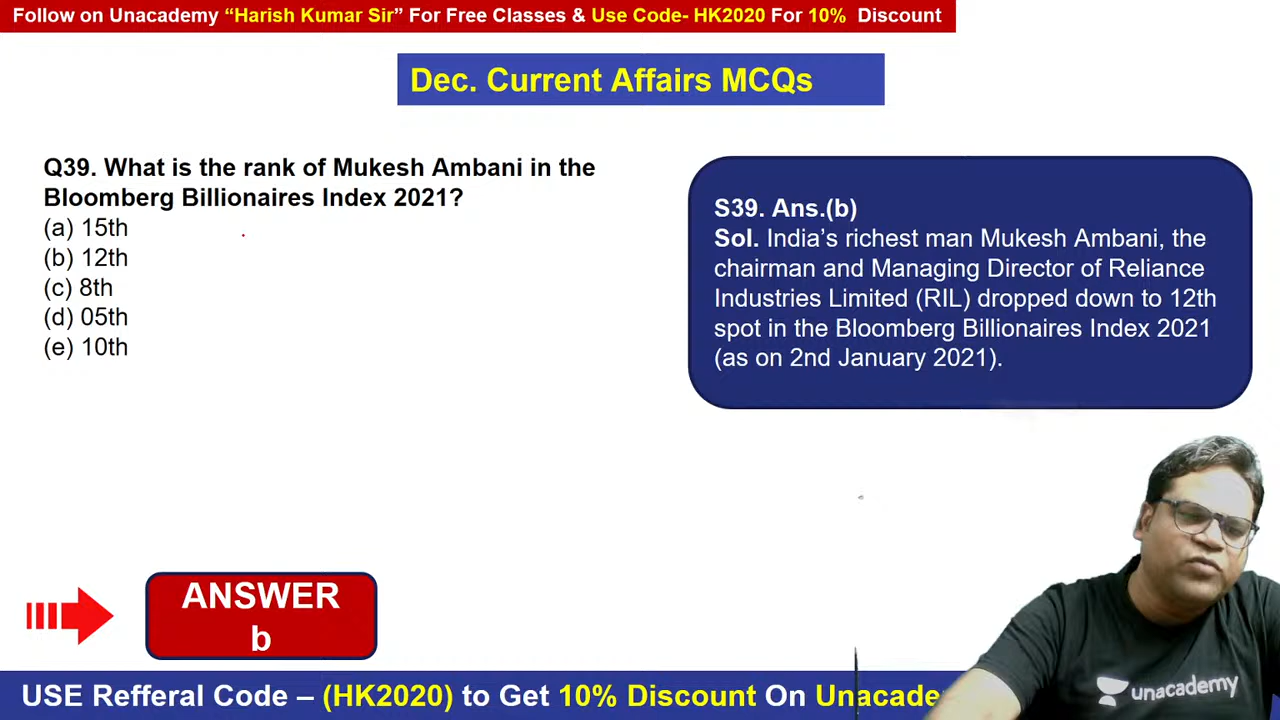 Follow on Unacademy “Harish Kumar Sir” For Free Classes & Use Code- HK2020 For 10% Discount
Dec. Current Affairs MCQs
Q39. What is the rank of Mukesh Ambani in the
Bloomberg Billionaires Index 2021?
(a) 15th
(b) 12th
(c) 8th
(d) 05th
(e) 10th
S39. Ans.(b)
Sol. India’s richest man Mukesh Ambani, the
chairman and Managing Director of Reliance
Industries Limited (RIL) dropped down to 12th
spot in the Bloomberg Billionaires Index 2021
(as on 2nd January 2021).
ANSWER
b
USE Refferal Code – (HK2020) to Get 10% Discount On Unacade
unacademy